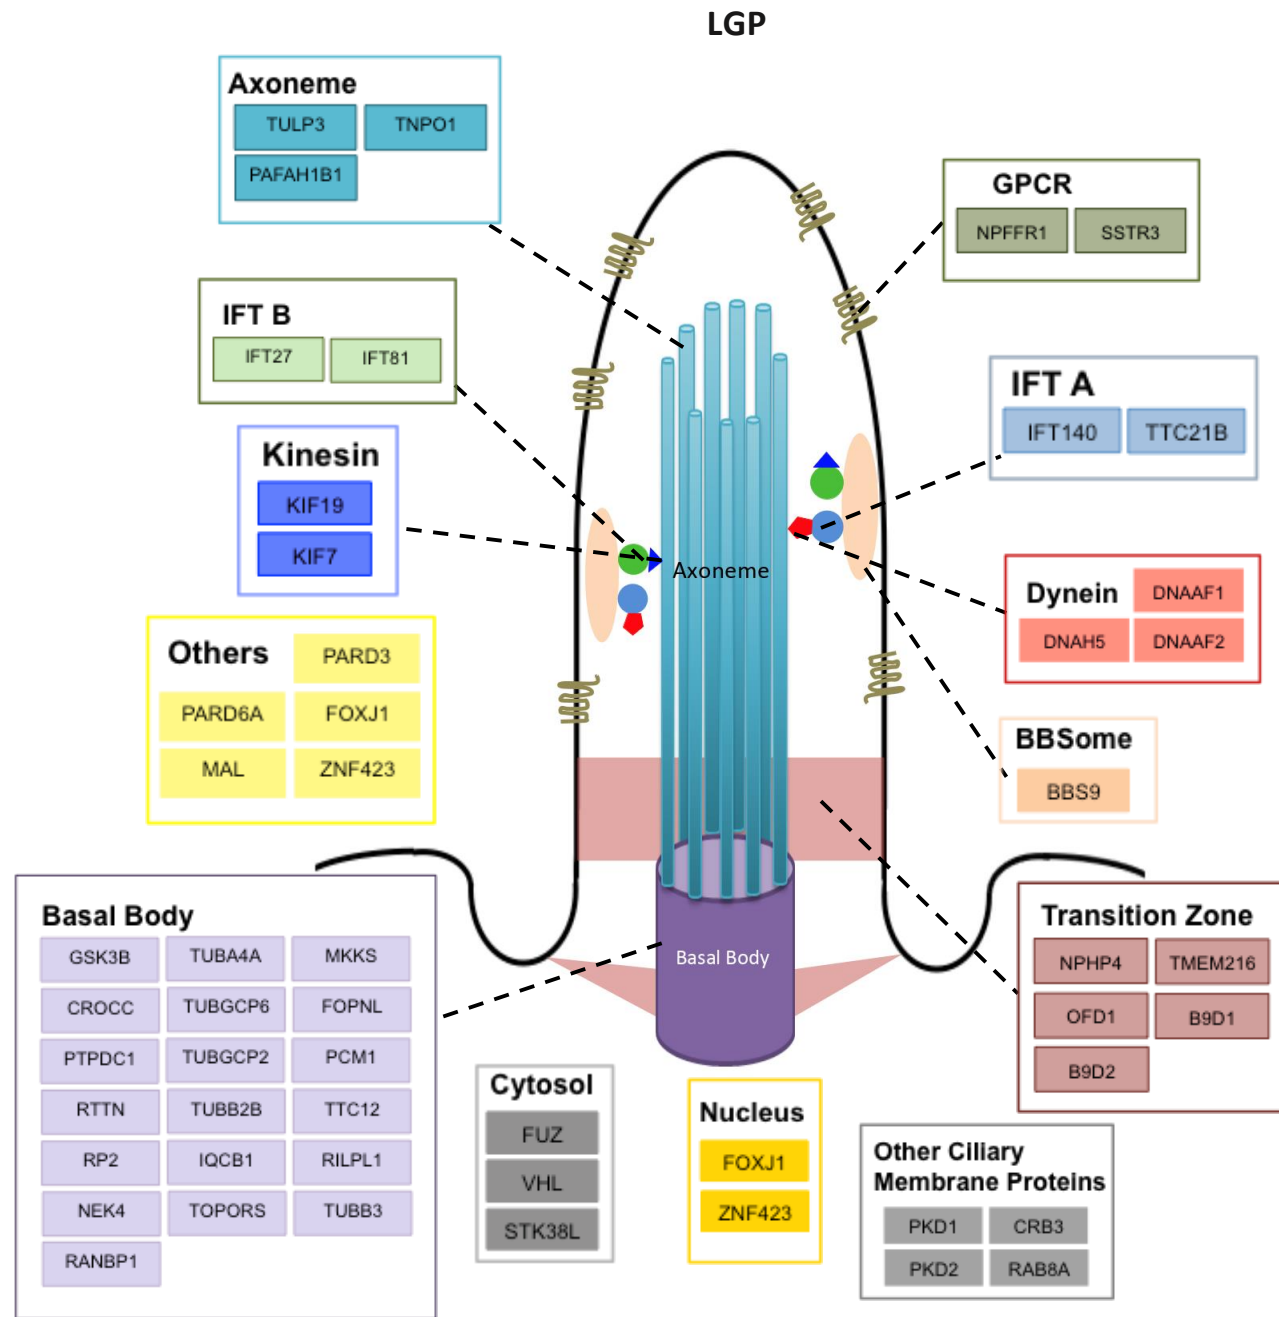 LGP
Axoneme
TULP3 TNPO1
PAFAH1B1
GPCR
NPFFR1 SSTR3
IFT B
IFT27 IFT81
IFT A
IFT140 TTC21B
Kinesin
KIF19
KIF7
Axoneme
Dynein DNAAF1
DNAH5 DNAAF2
Others PARD3
PARD6A FOXJ1
MAL ZNF423
BBSome
BBS9
Basal Body
GSK3B TUBA4A MKKS
CROCC TUBGCP6 FOPNL
PTPDC1 TUBGCP2 PCM1
RTTN TUBB2B TTC12
RP2 IQCB1 RILPL1
NEK4 TOPORS TUBB3
RANBP1
Basal Body
Transition Zone
NPHP4 TMEM216
OFD1 B9D1
B9D2
Cytosol
FUZ
VHL
STK38L
Nucleus
FOXJ1
ZNF423
Other Ciliary
Membrane Proteins
PKD1 CRB3
PKD2 RAB8A